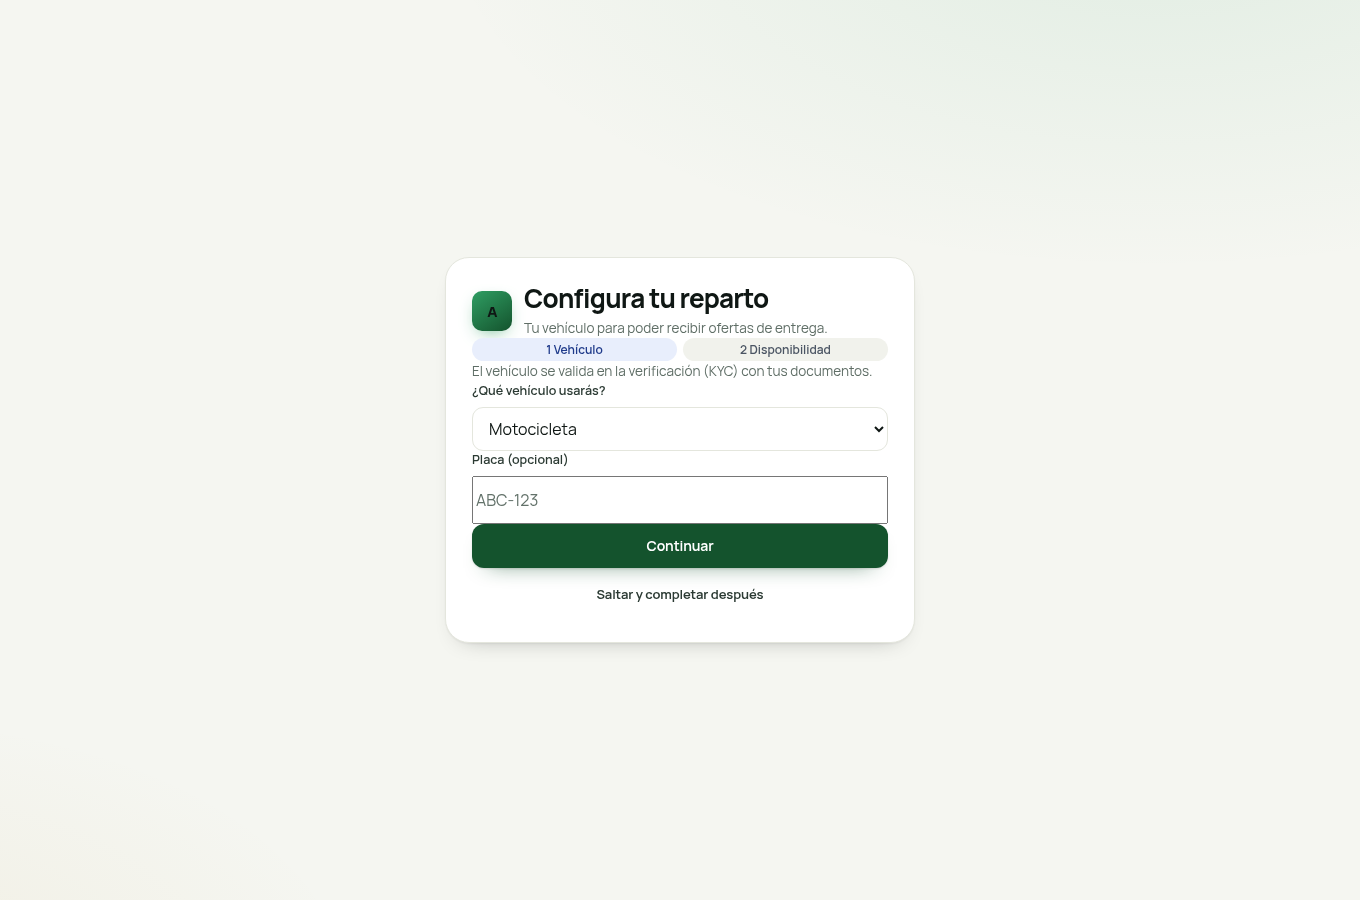 A
Configura tu reparto
Tu vehículo para poder recibir ofertas de entrega.
1 Vehículo
2 Disponibilidad
El vehículo se valida en la verificación (KYC) con tus documentos.
¿Qué vehículo usarás?
Motocicleta
Placa (opcional)
ABC-123
Continuar
Saltar y completar después